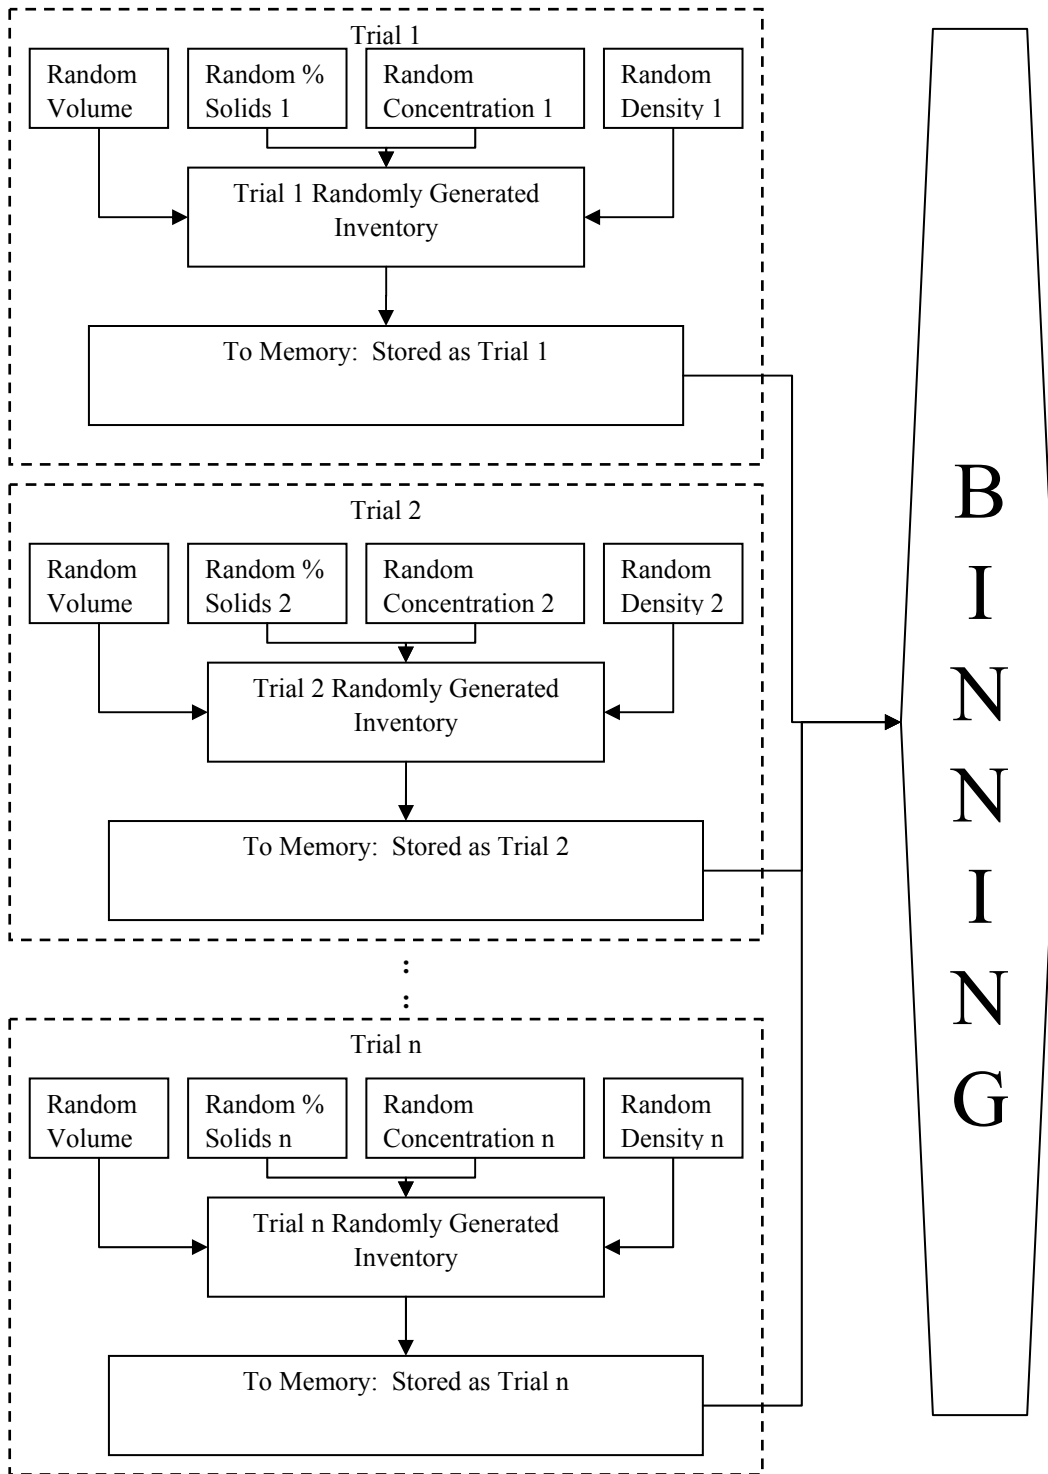 Trial 1
Random
Volume
Random %
Solids 1
Random
Concentration 1
Random
Density 1
Trial 1 Randomly Generated
Inventory
To Memory:  Stored as Trial 1
Trial 2
Random
Volume
Random %
Solids 2
Random
Concentration 2
Random
Density 2
Trial 2 Randomly Generated
Inventory
To Memory:  Stored as Trial 2
:
:
Trial n
Random
Volume
Random %
Solids n
Random
Concentration n
Random
Density n
Trial n Randomly Generated
Inventory
To Memory:  Stored as Trial n
B
I
N
N
I
N
G